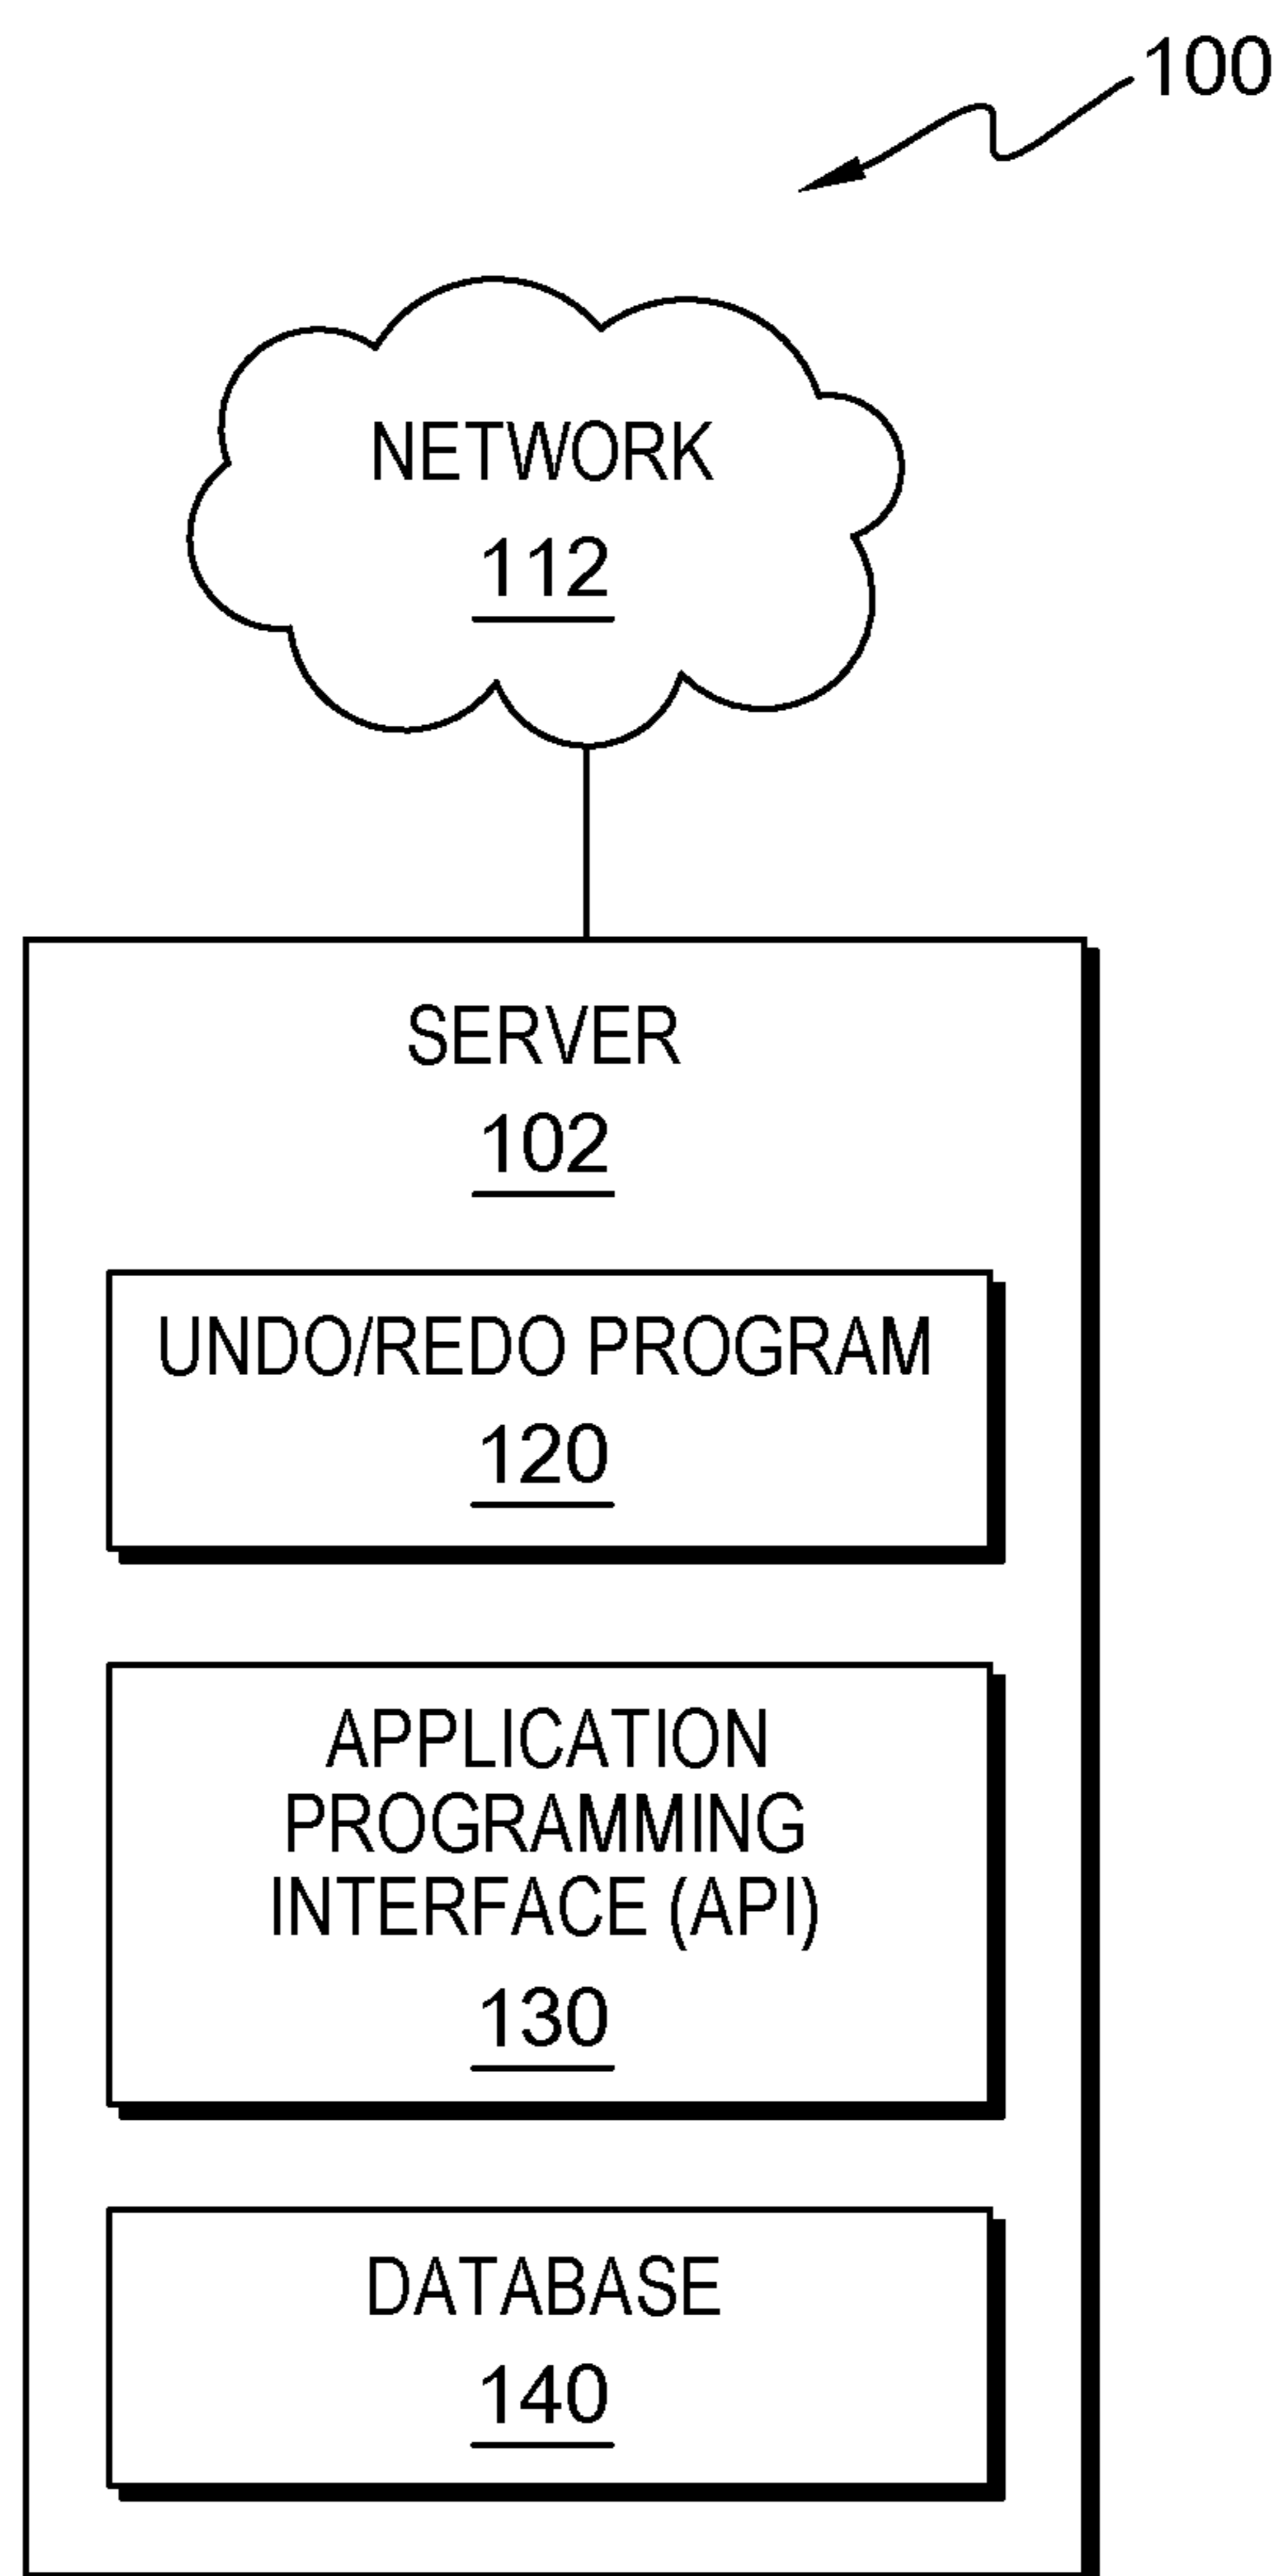 100
NETWORK
112
SERVER
102
UNDO/REDO PROGRAM
120
APPLICATION
PROGRAMMING
INTERFACE (API)
130
DATABASE
140